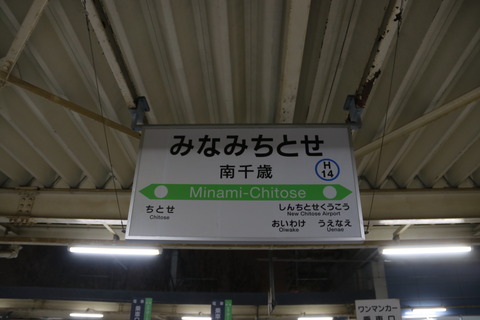 みなみちとせ
南千歳
H
14
Minami-Chitose
ちとせ
Chitose
しんちとせくうこう
New Chitose Airport
おいわけ うえなえ
Oiwake Uenae
ワンマンカー